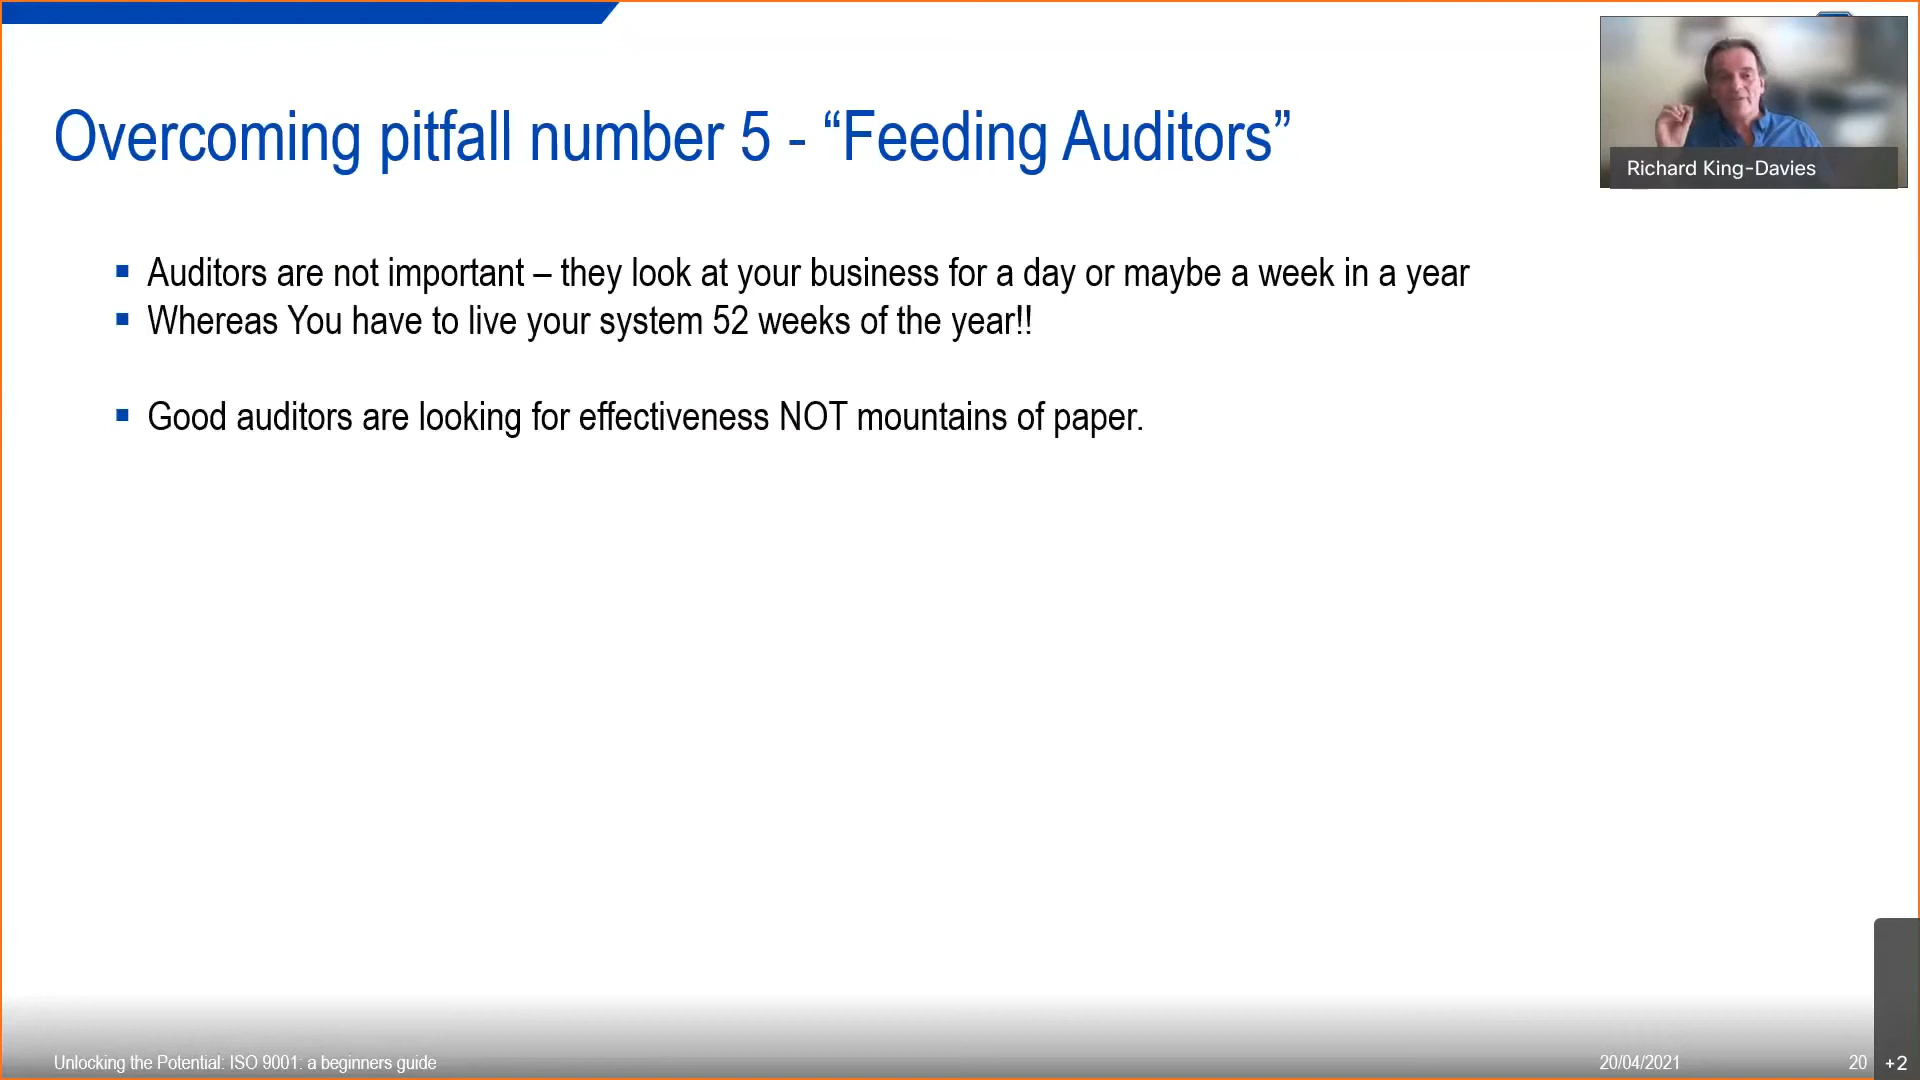 Overcoming pitfall number 5 - “Feeding Auditors”
Richard King-Davies
Auditors are not important – they look at your business for a day or maybe a week in a year
Whereas You have to live your system 52 weeks of the year!!
Good auditors are looking for effectiveness NOT mountains of paper.
Unlocking the Potential: ISO 9001: a beginners guide
20/04/2021
20
+2